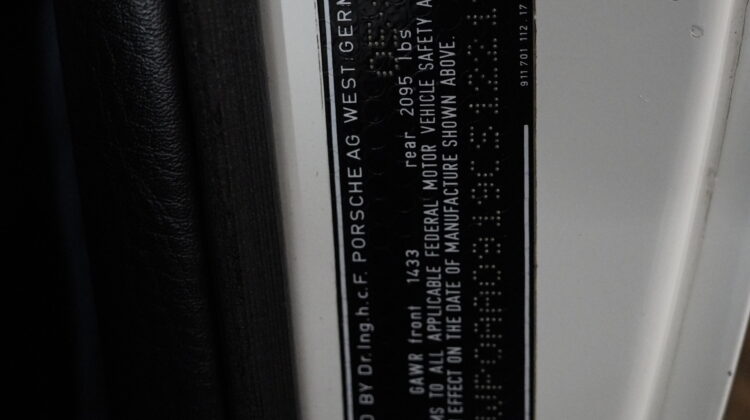 D BY Dr.Ing.h.c.F. PORSCHE AG WEST GERM
GAWR front 1433 rear 2095 lbs
MS TO ALL APPLICABLE FEDERAL MOTOR VEHICLE SAFETY A
EFFECT ON THE DATE OF MANUFACTURE SHOWN ABOVE.
911 701 112 . 17